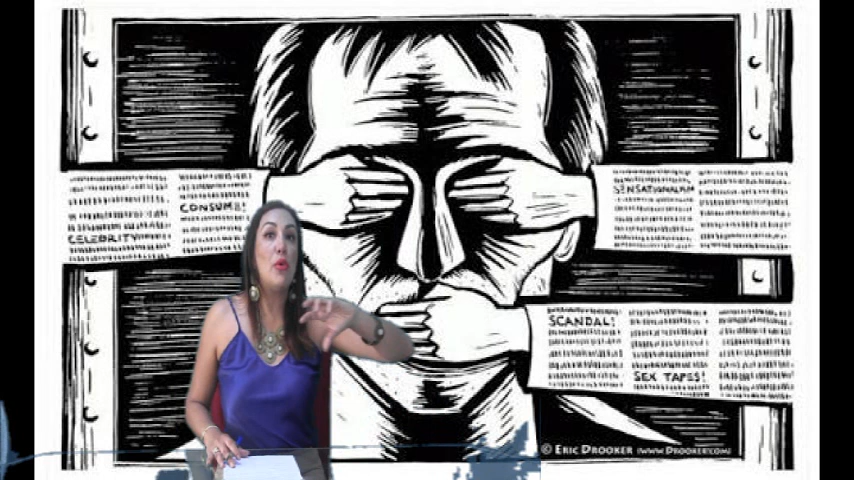 CONSUME!
CELEBRITY
SENSATIONALISM
SCANDAL!
SEX TAPES!
© ERIC DROOKER (WWW.DROOKER.COM)